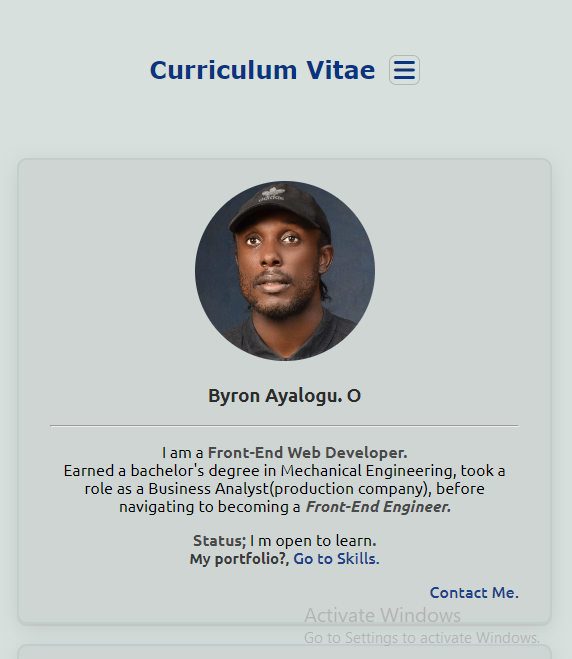 Curriculum Vitae
adidas
Byron Ayalogu. O
I am a Front-End Web Developer.
Earned a bachelor's degree in Mechanical Engineering, took a
role as a Business Analyst(production company), before
navigating to becoming a Front-End Engineer.
Status; I m open to learn.
My portfolio?, Go to Skills.
Contact Me.
Activate Windows
Go to Settings to activate Windows.